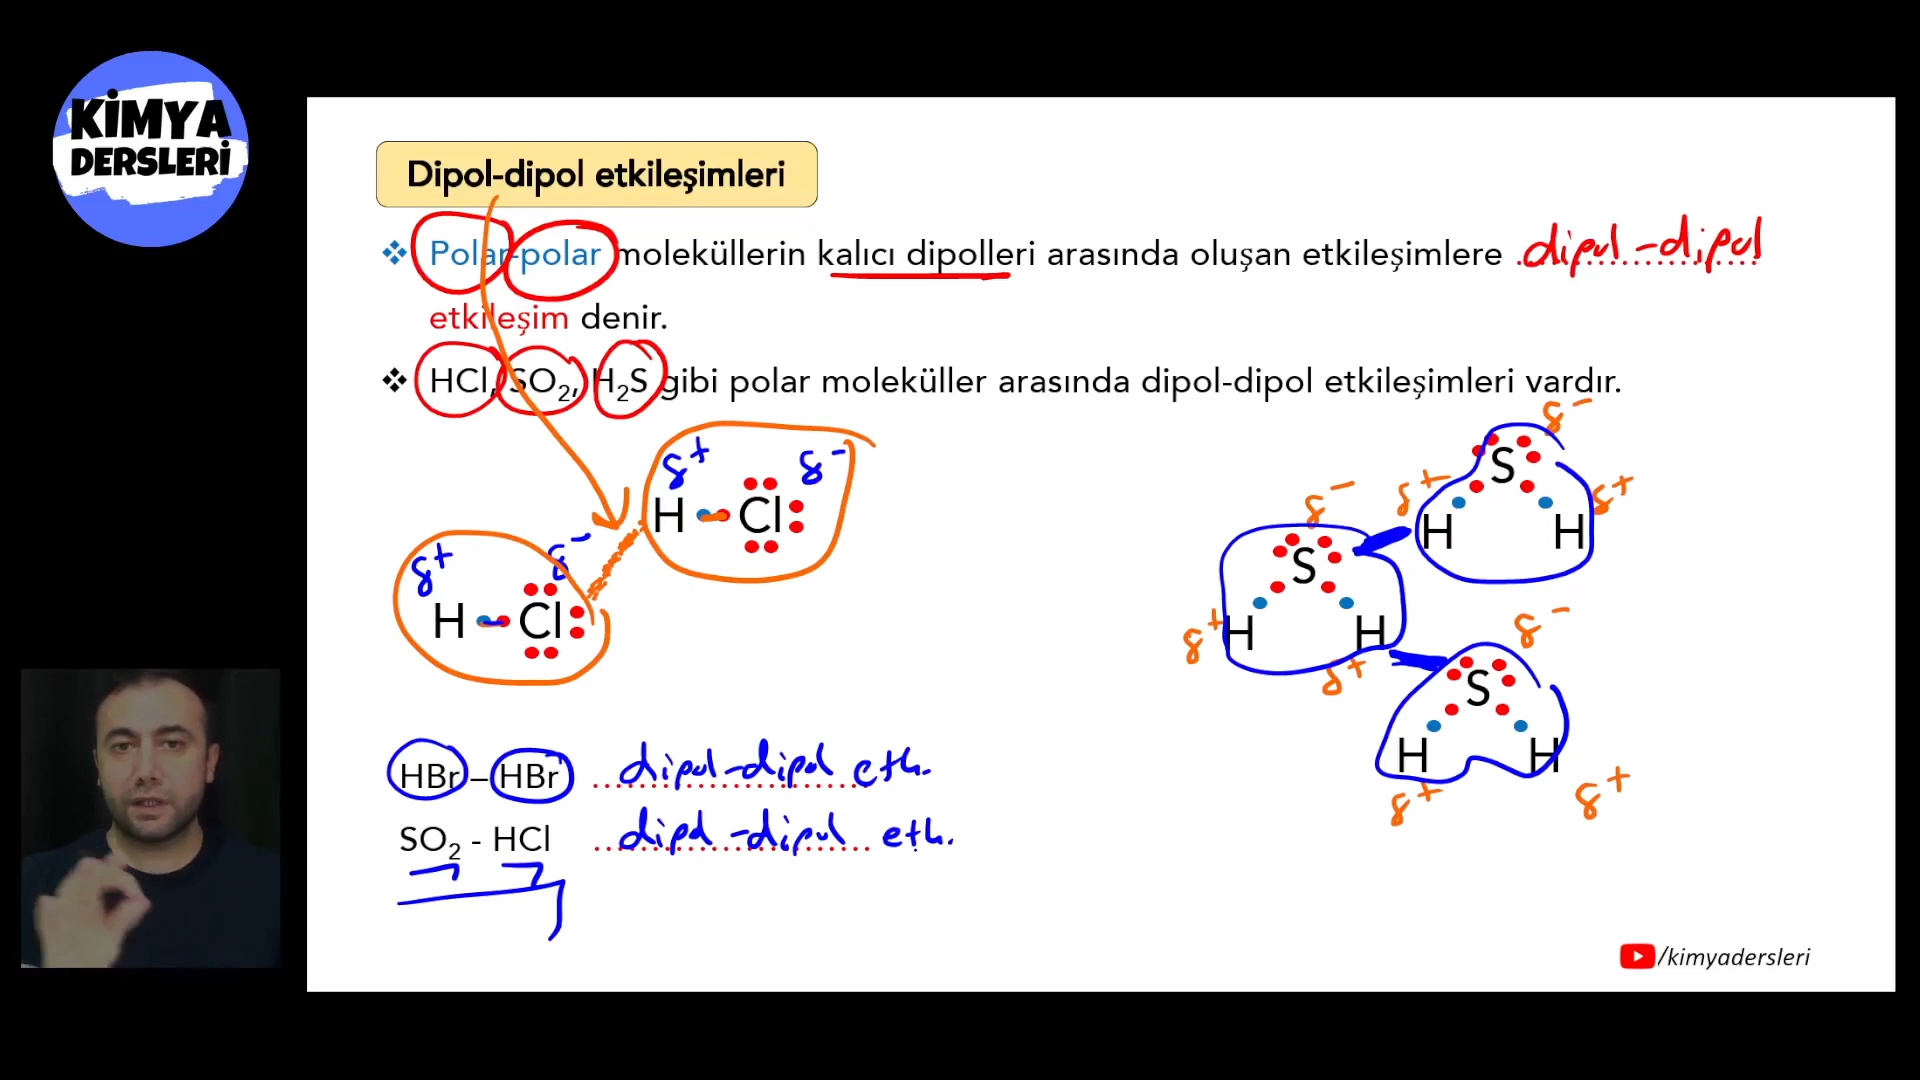 KİMYA
DERSLERİ
Dipol-dipol etkileşimleri
❖ Polar-polar moleküllerin kalıcı dipolleri arasında oluşan etkileşimlere dipol-dipol
etkileşim denir.
❖ HCl, SO₂, H₂S gibi polar moleküller arasında dipol-dipol etkileşimleri vardır.
δ+ δ-
H Cl
δ+ δ-
H Cl
δ-
S
δ+ δ+
H H
δ-
S
δ+ H H
δ+
δ-
S
H H
δ+ δ+
HBr – HBr dipol-dipol etk.
SO₂ - HCl dipol-dipol etk.
/kimyadersleri